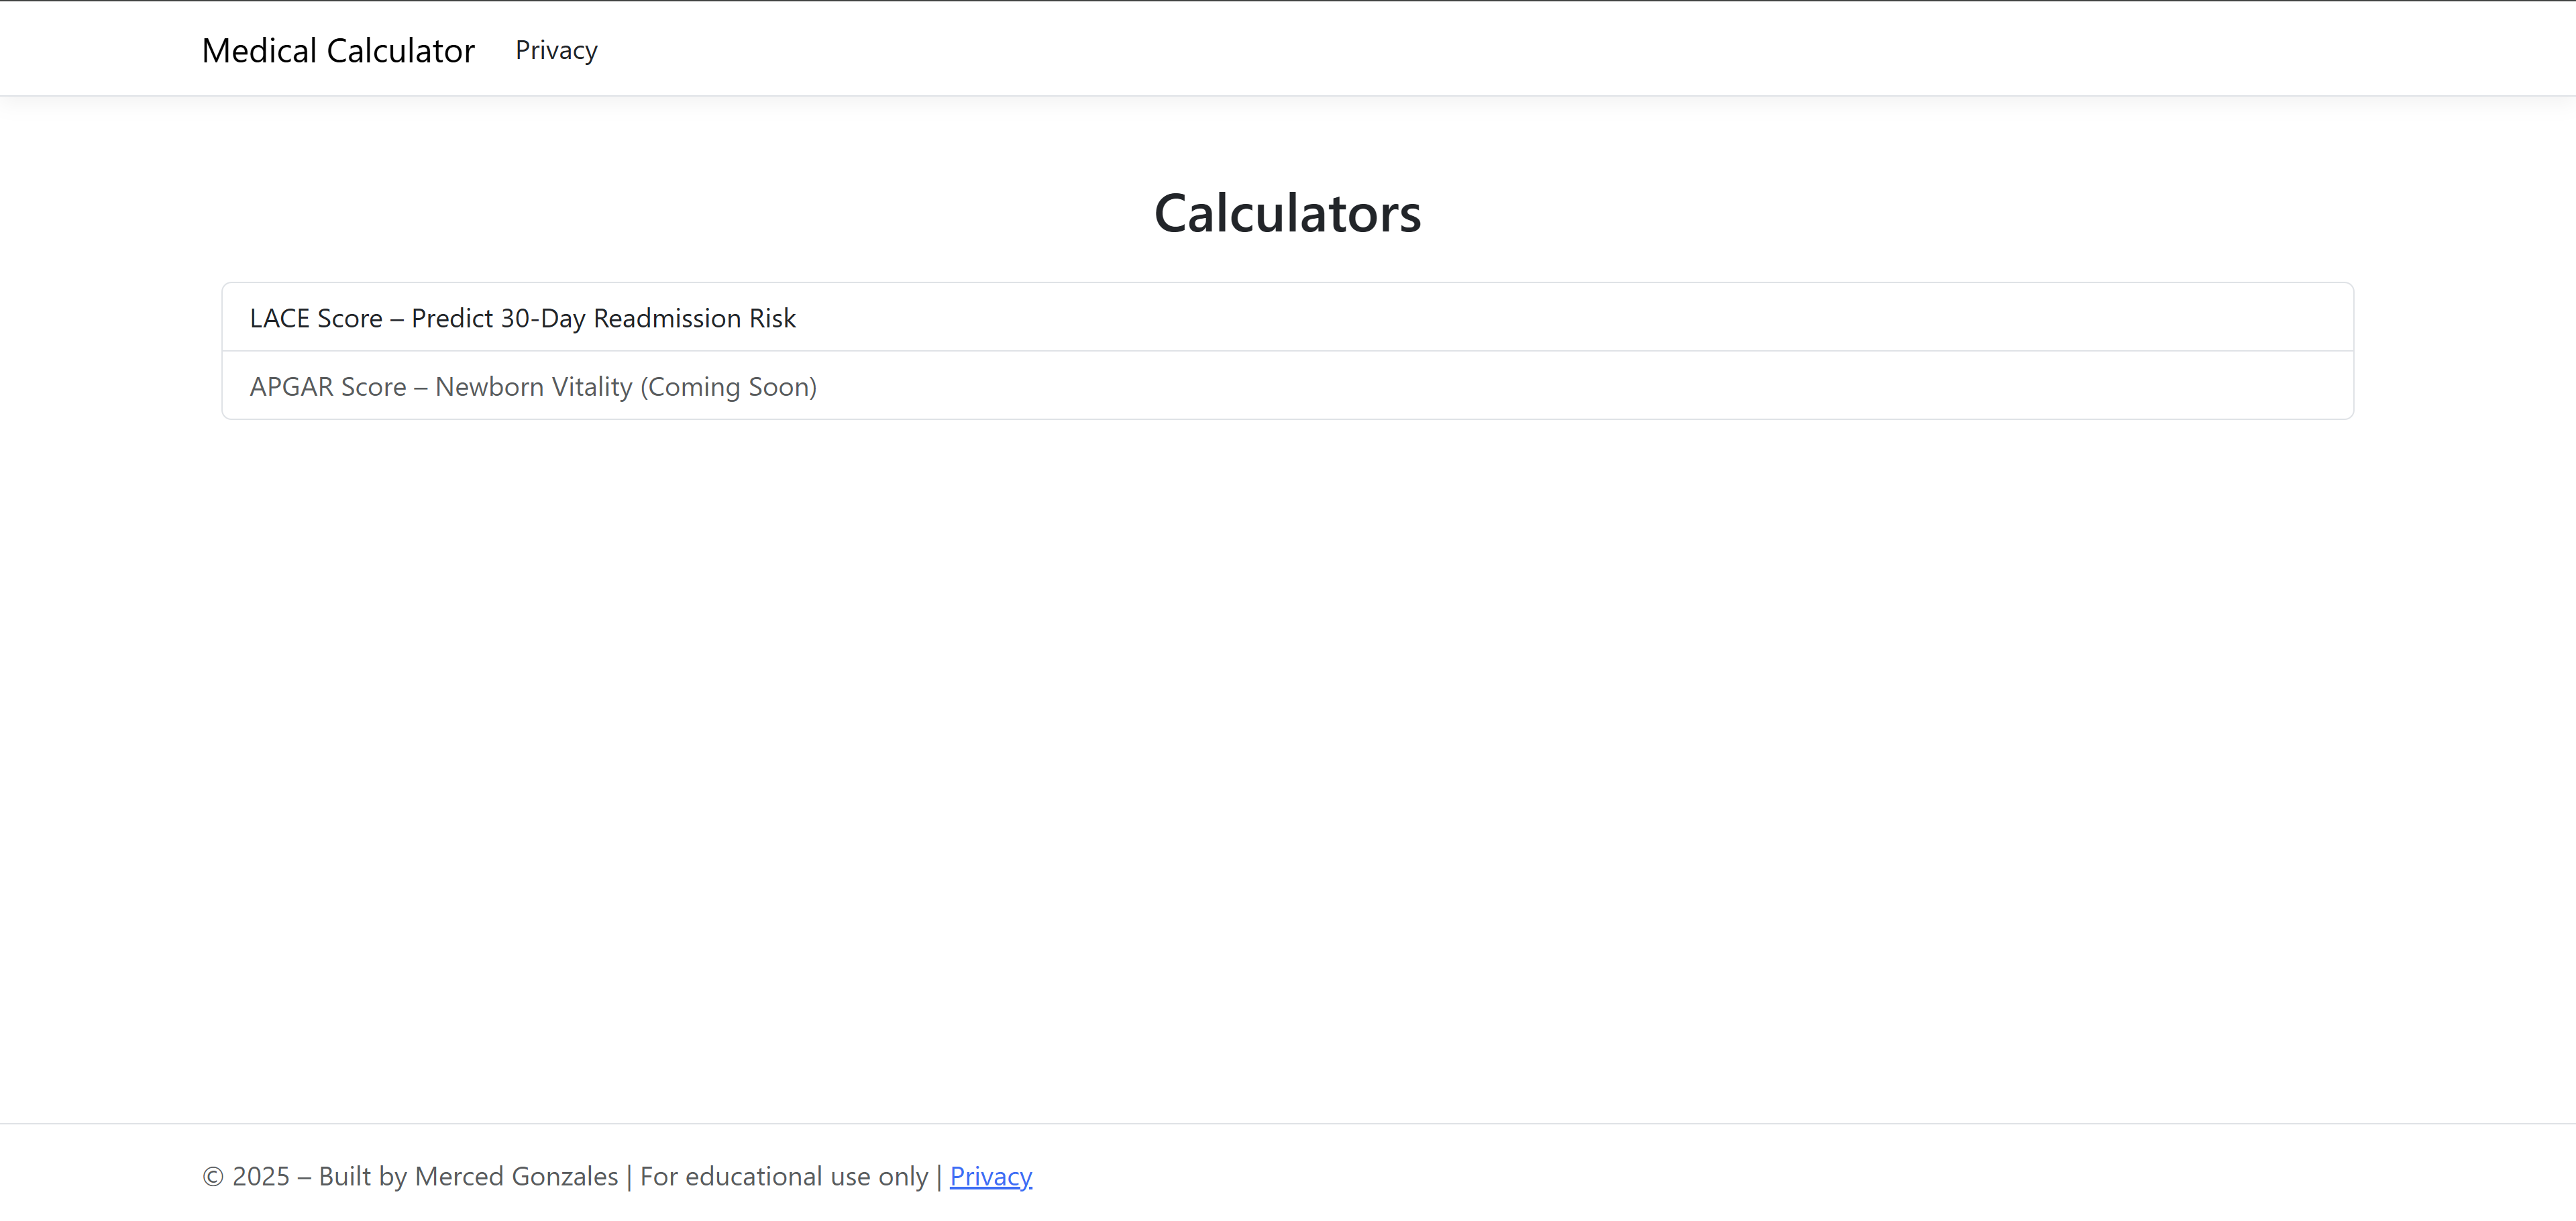 Medical Calculator Privacy
Calculators
LACE Score – Predict 30-Day Readmission Risk
APGAR Score – Newborn Vitality (Coming Soon)
© 2025 – Built by Merced Gonzales | For educational use only | Privacy